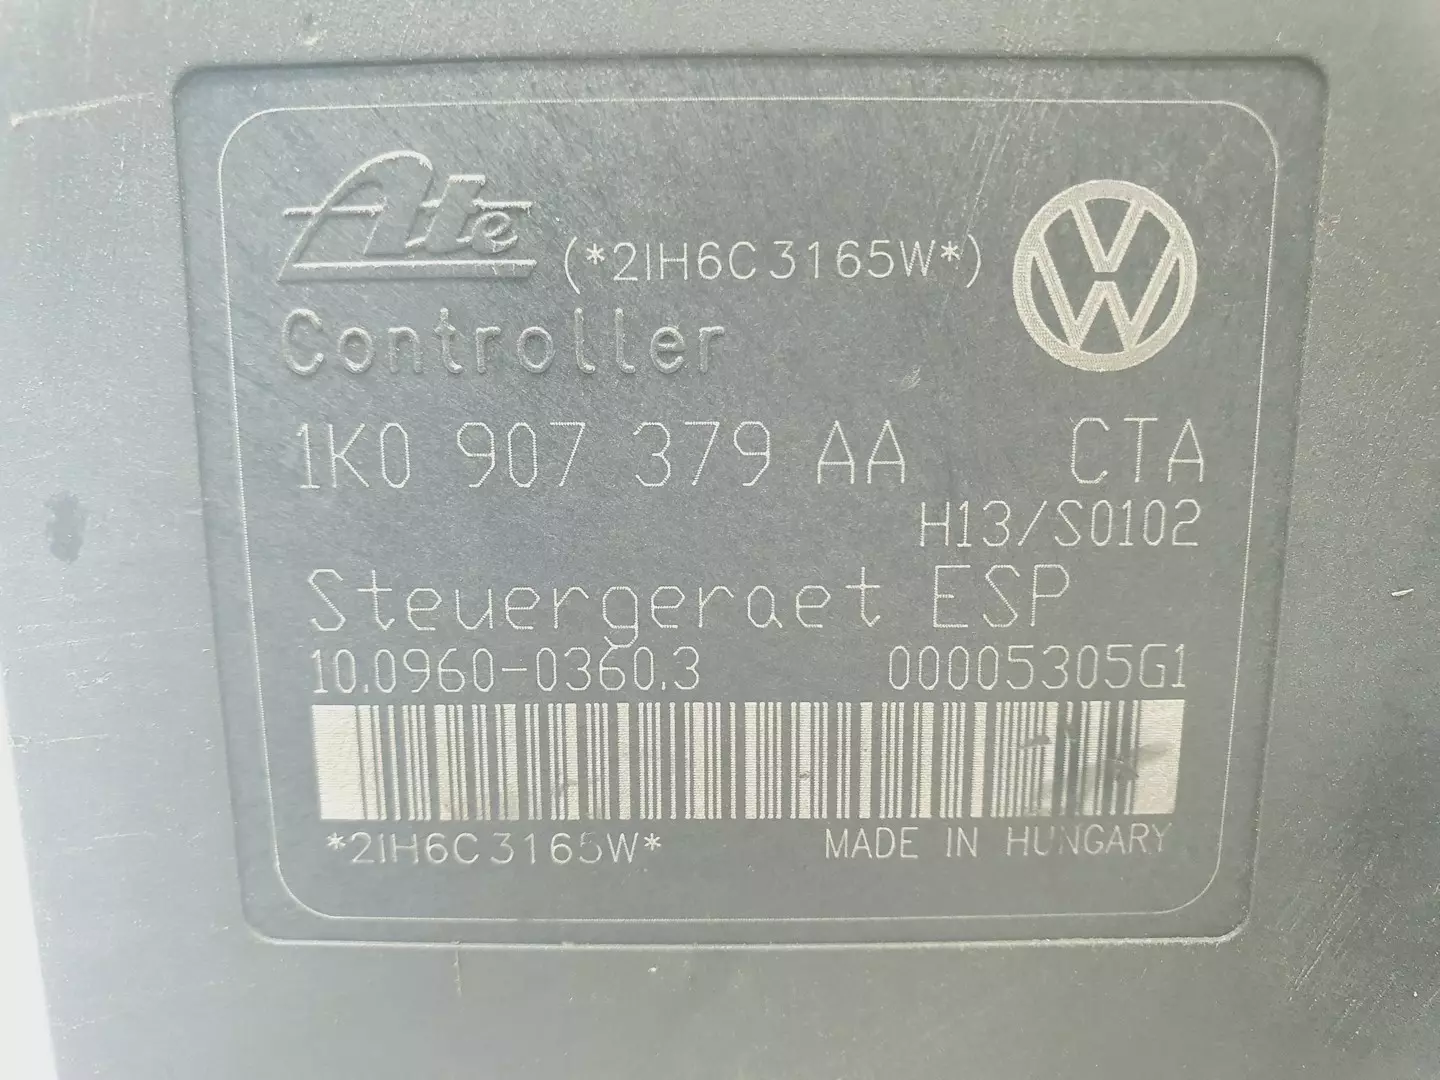 Ate (*2IH6C3165W*)
Controller
1K0 907 379 AA CTA
H13/S0102
Steuergeraet ESP
10.0960-0360.3 00005305G1
*2IH6C3165W* MADE IN HUNGARY